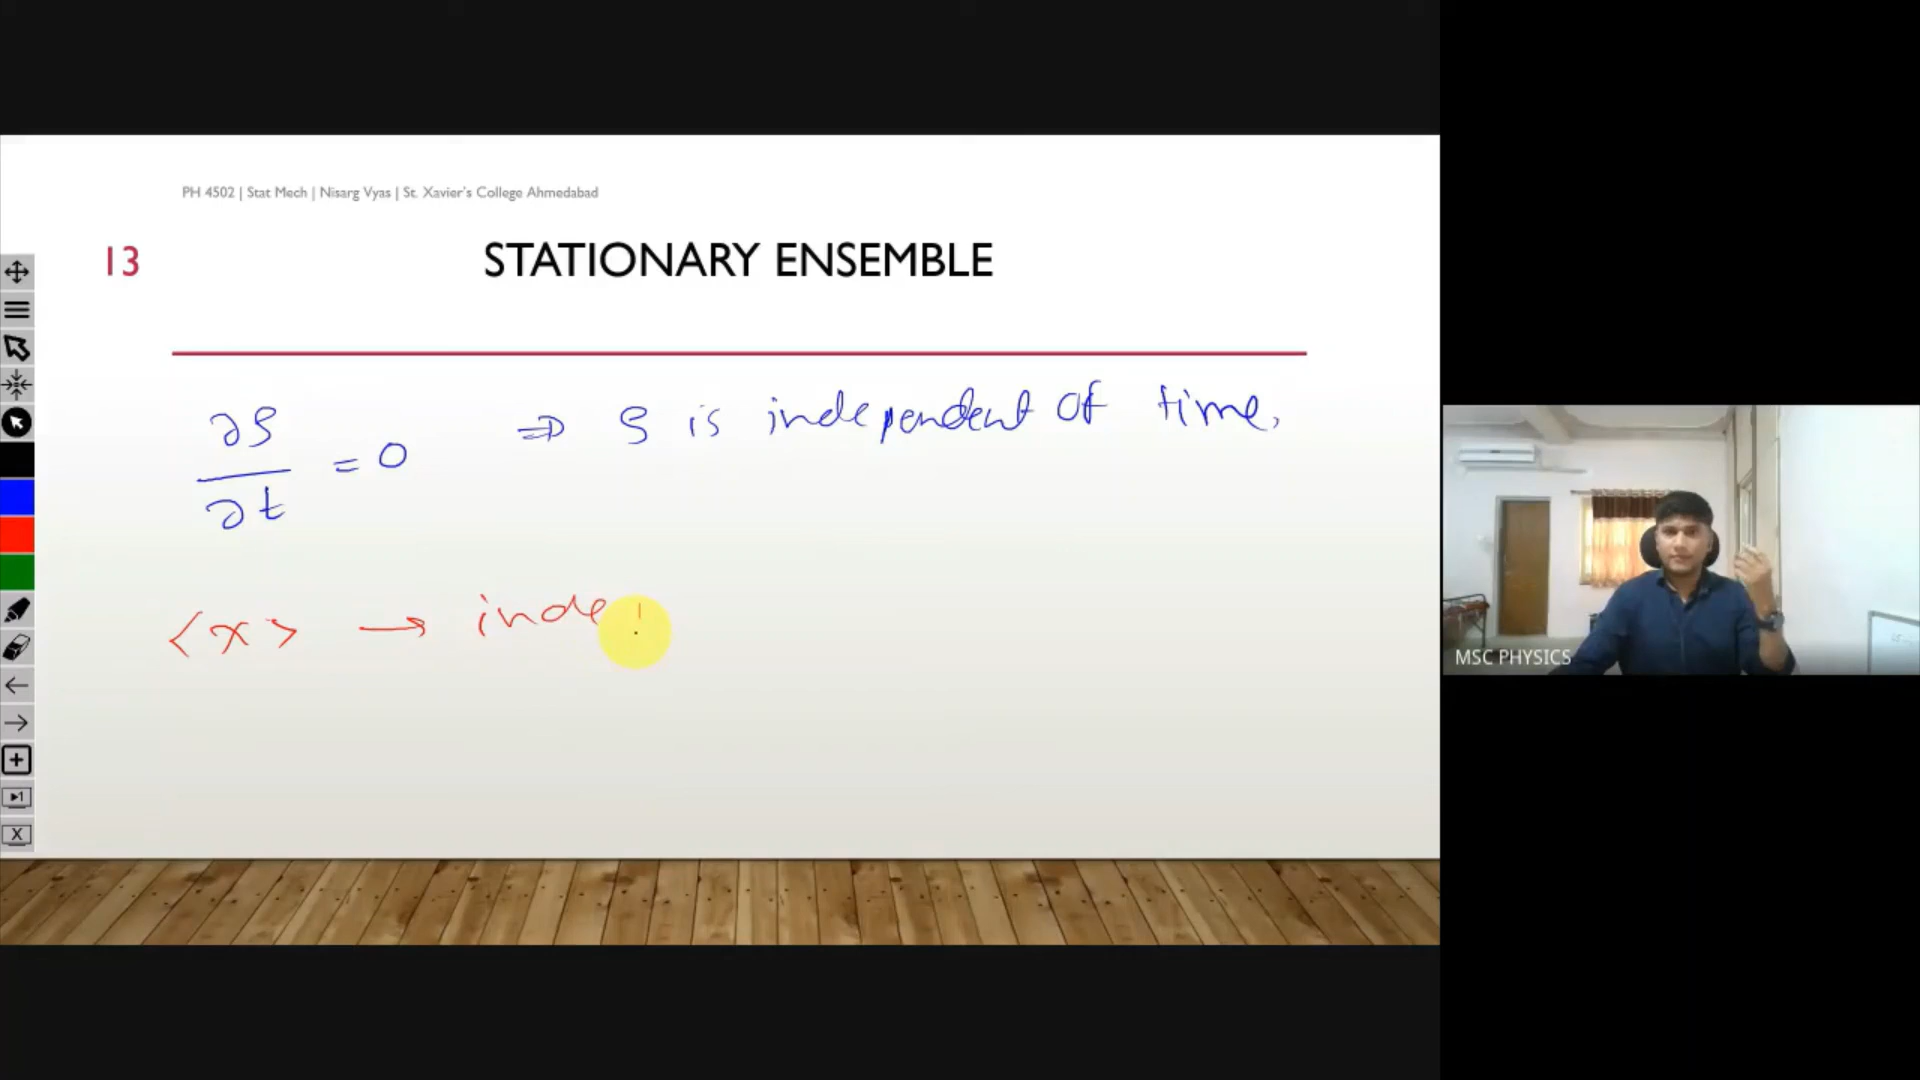 PH 4502 | Stat Mech | Nisarg Vyas | St. Xavier's College Ahmedabad
13
STATIONARY ENSEMBLE
∂ρ/∂t = 0 ⇒ ρ is independent of time.
<x> → inde
MSC PHYSICS